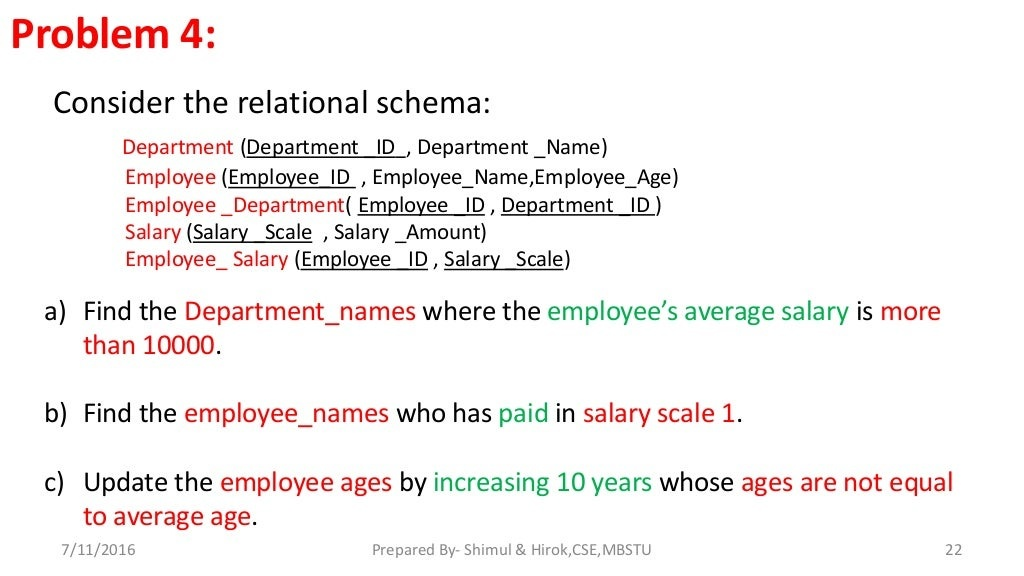 Problem 4:
Consider the relational schema:
Department (Department _ID , Department _Name)
Employee (Employee_ID , Employee_Name,Employee_Age)
Employee _Department( Employee _ID , Department _ID )
Salary (Salary _Scale , Salary _Amount)
Employee_ Salary (Employee _ID , Salary _Scale)
a) Find the Department_names where the employee’s average salary is more
than 10000.
b) Find the employee_names who has paid in salary scale 1.
c) Update the employee ages by increasing 10 years whose ages are not equal
to average age.
7/11/2016 Prepared By- Shimul & Hirok,CSE,MBSTU 22